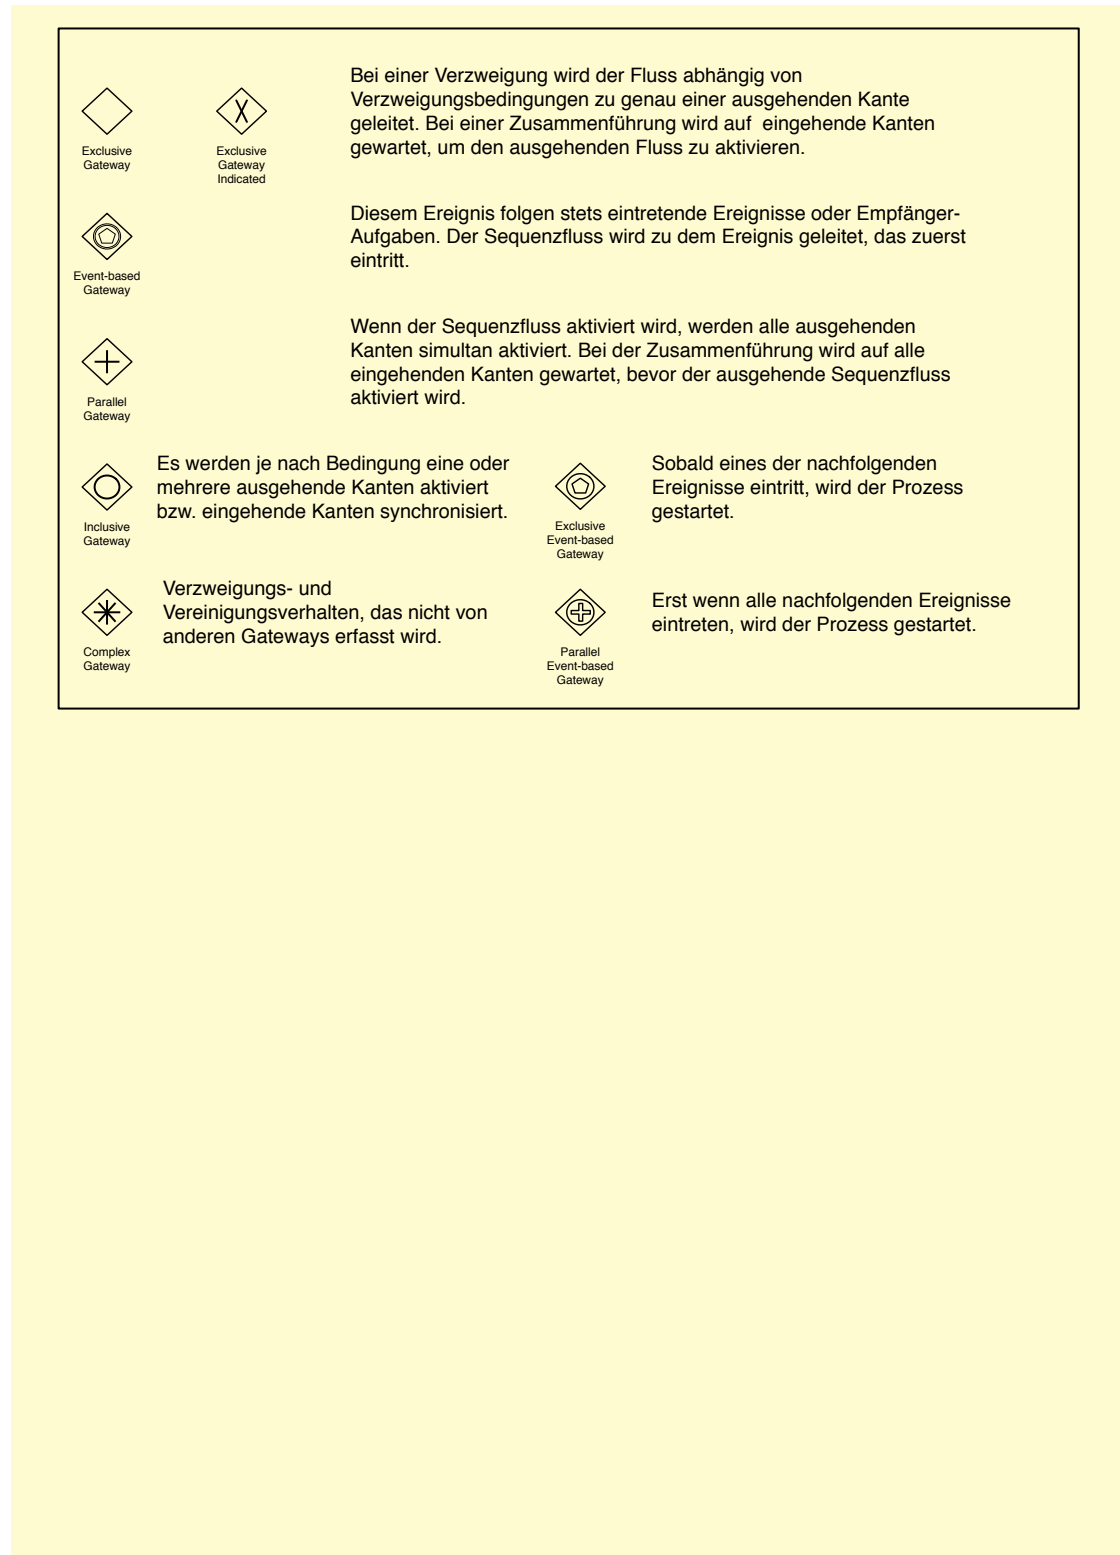 Exclusive
Gateway
Exclusive
Gateway
Indicated
Bei einer Verzweigung wird der Fluss abhängig von
Verzweigungsbedingungen zu genau einer ausgehenden Kante
geleitet. Bei einer Zusammenführung wird auf  eingehende Kanten
gewartet, um den ausgehenden Fluss zu aktivieren.
Event-based
Gateway
Diesem Ereignis folgen stets eintretende Ereignisse oder Empfänger-
Aufgaben. Der Sequenzfluss wird zu dem Ereignis geleitet, das zuerst
eintritt.
Parallel
Gateway
Wenn der Sequenzfluss aktiviert wird, werden alle ausgehenden
Kanten simultan aktiviert. Bei der Zusammenführung wird auf alle
eingehenden Kanten gewartet, bevor der ausgehende Sequenzfluss
aktiviert wird.
Inclusive
Gateway
Es werden je nach Bedingung eine oder
mehrere ausgehende Kanten aktiviert
bzw. eingehende Kanten synchronisiert.
Exclusive
Event-based
Gateway
Sobald eines der nachfolgenden
Ereignisse eintritt, wird der Prozess
gestartet.
Complex
Gateway
Verzweigungs- und
Vereinigungsverhalten, das nicht von
anderen Gateways erfasst wird.
Parallel
Event-based
Gateway
Erst wenn alle nachfolgenden Ereignisse
eintreten, wird der Prozess gestartet.